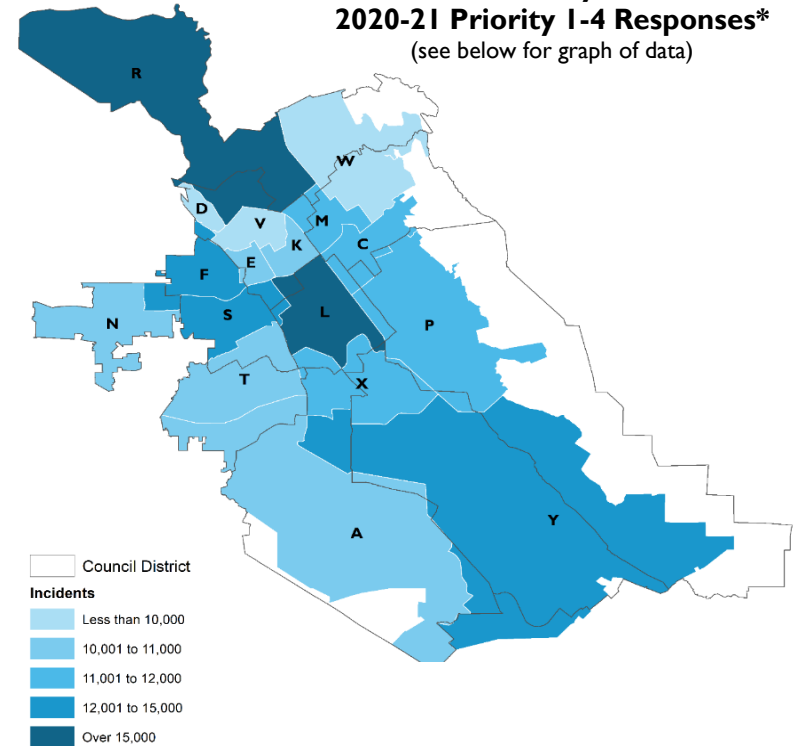 2020-21 Priority 1-4 Responses*
(see below for graph of data)
R
W
D
V
M
K
C
E
F
L
S
N
P
T
X
Y
A
Council District
Incidents
Less than 10,000
10,001 to 11,000
11,001 to 12,000
12,001 to 15,000
Over 15,000